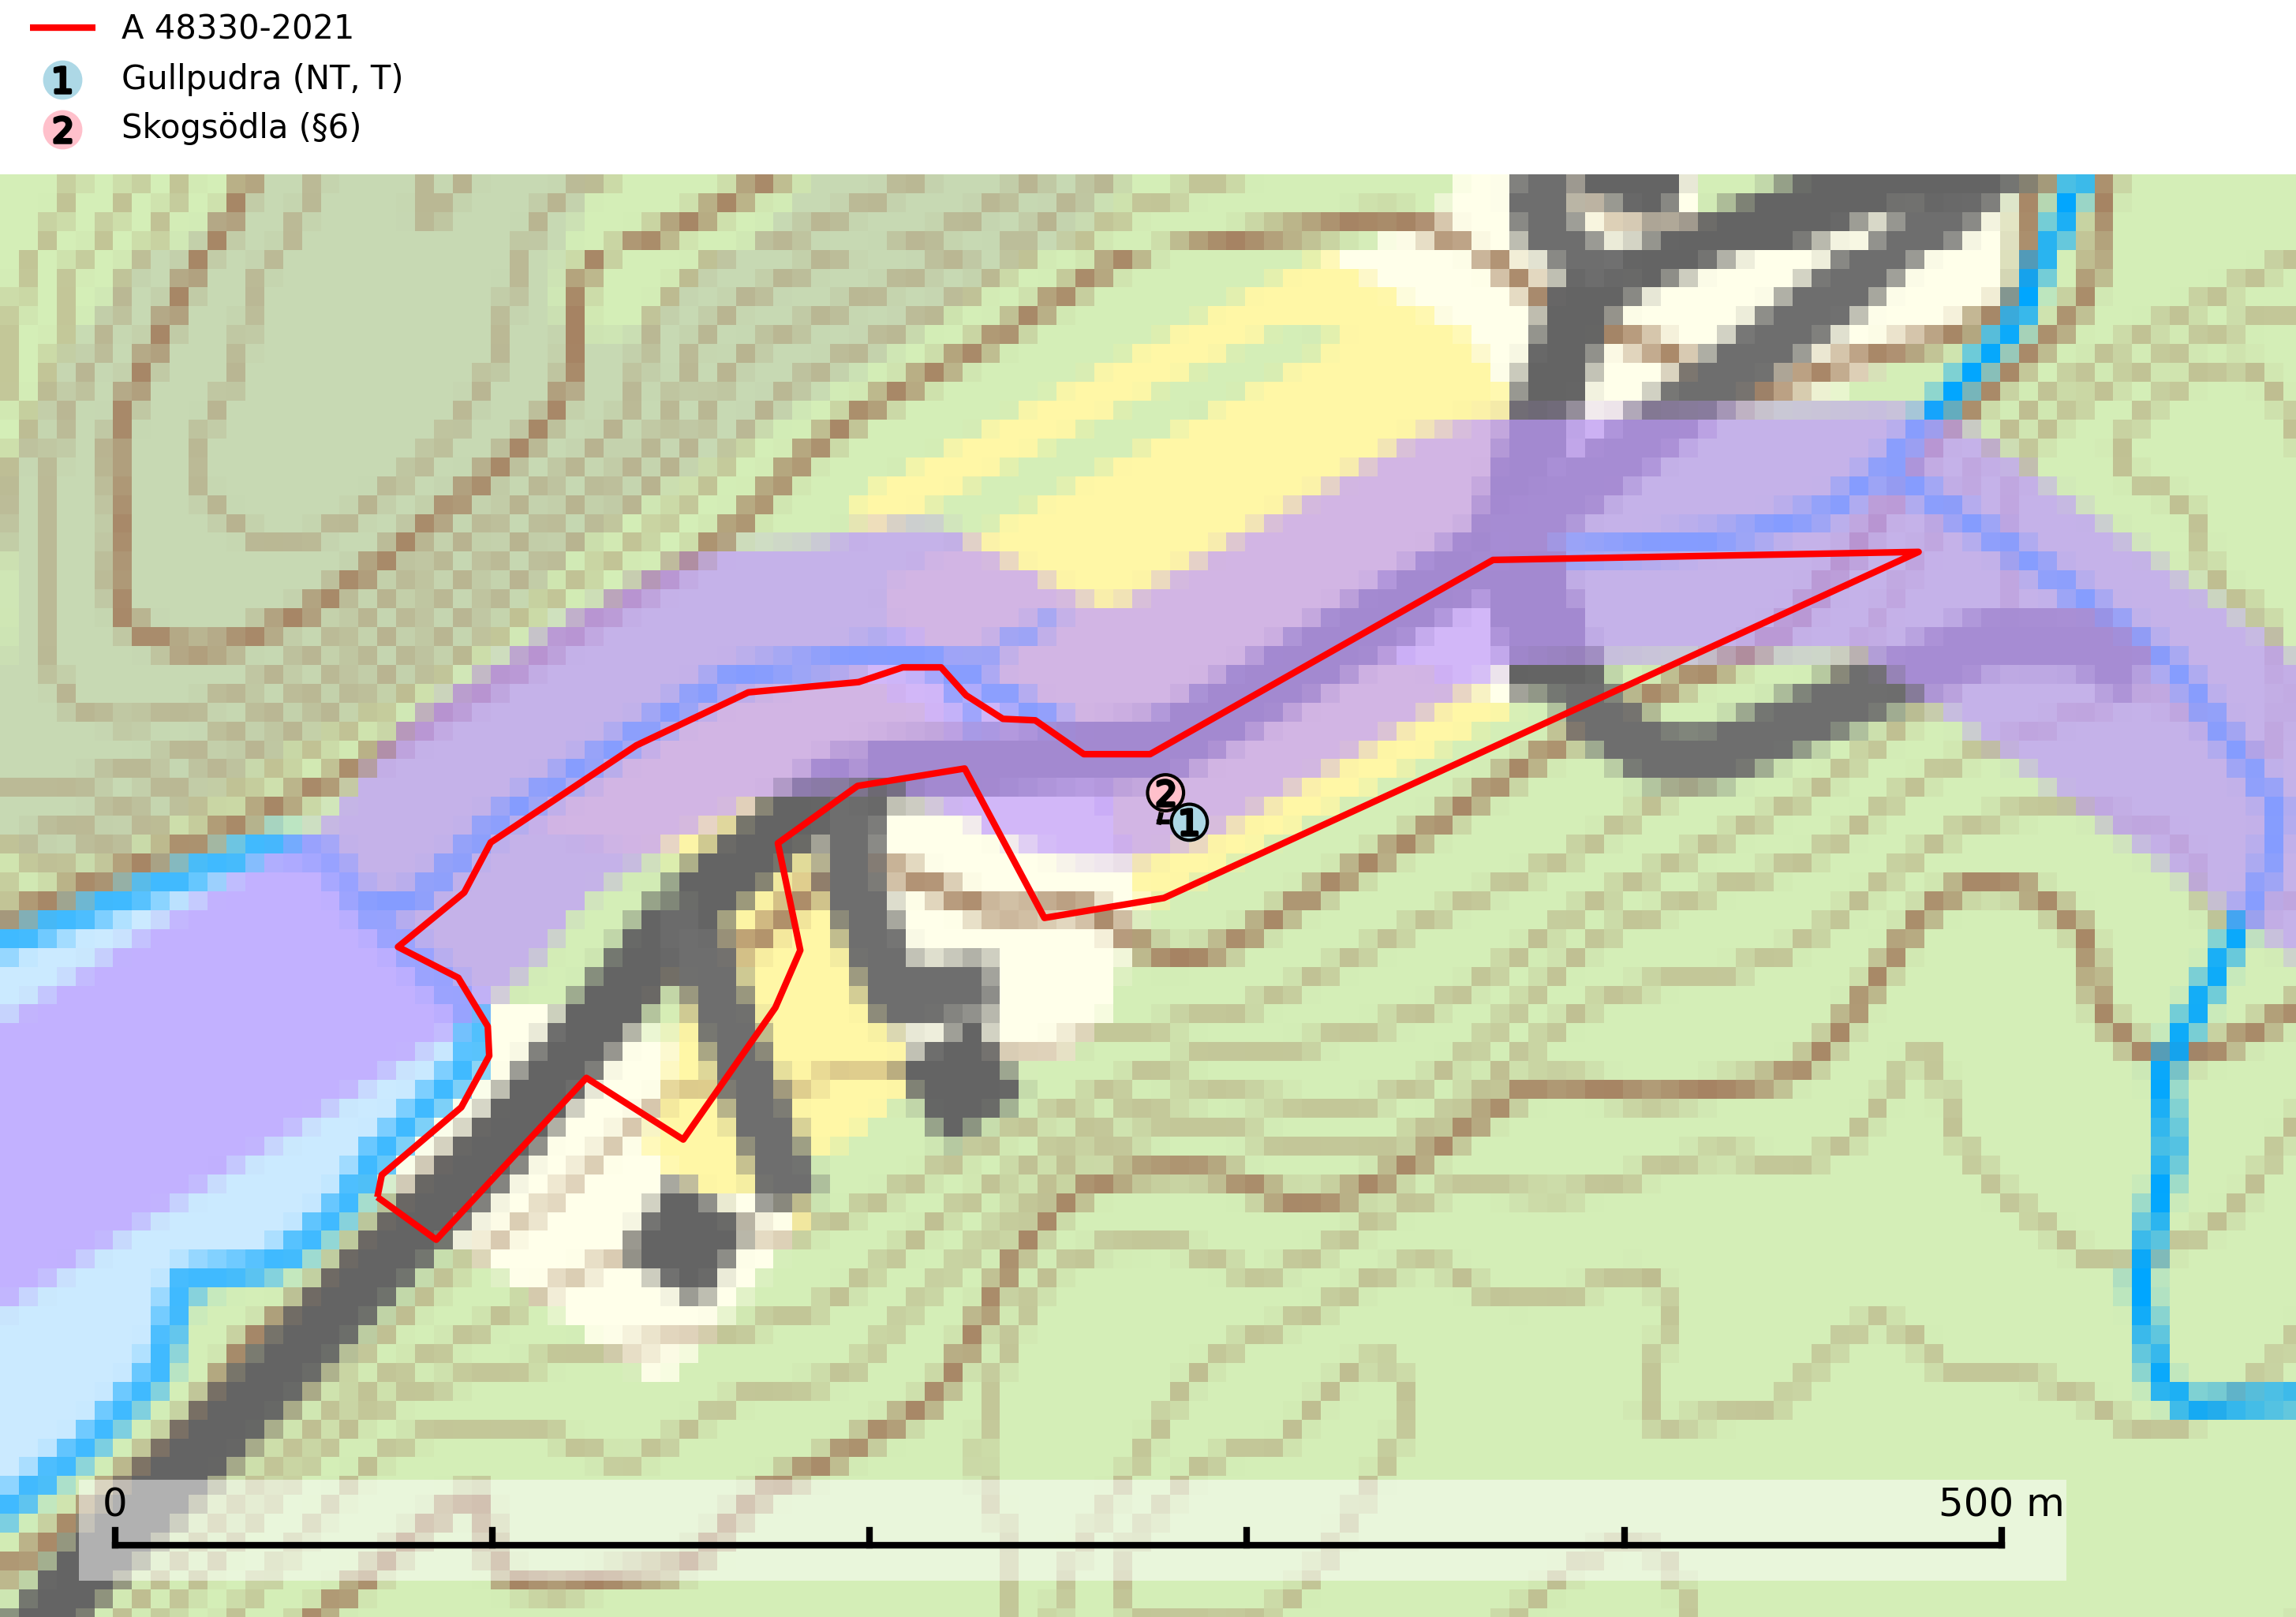 A 48330-2021
1 Gullpudra (NT, T)
2 Skogsödla (§6)
2
1
0 500 m